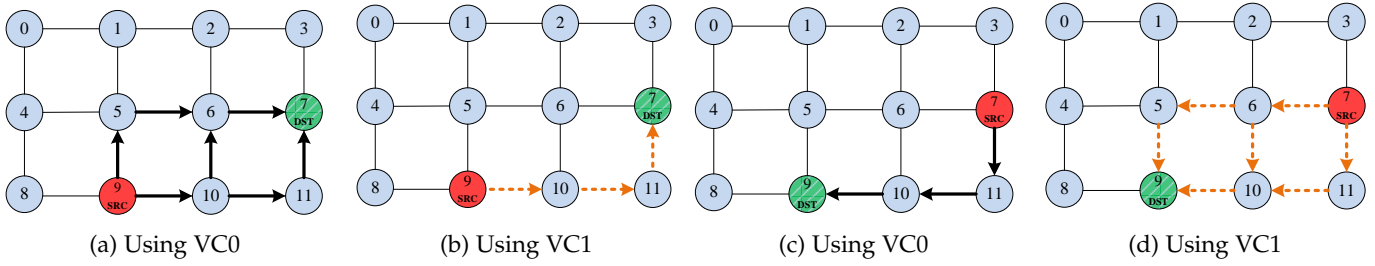 0 1 2 3
4 5 6 7 DST
8 9 SRC 10 11
(a) Using VC0
0 1 2 3
4 5 6 7 DST
8 9 SRC 10 11
(b) Using VC1
0 1 2 3
4 5 6 7 SRC
8 9 DST 10 11
(c) Using VC0
0 1 2 3
4 5 6 7 SRC
8 9 DST 10 11
(d) Using VC1